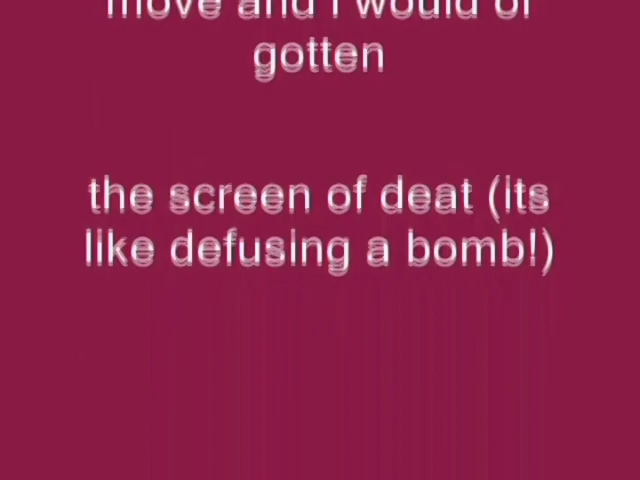 move and i would of
gotten
the screen of deat (its
like defusing a bomb!)